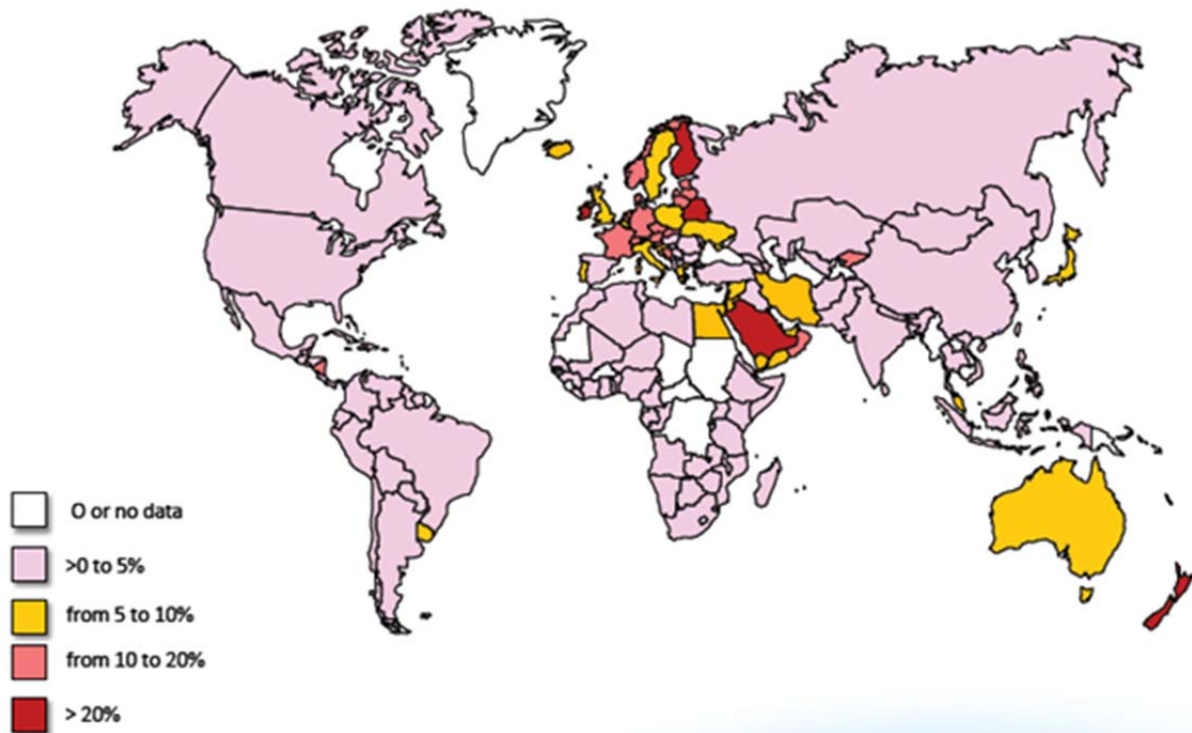 O or no data
>0 to 5%
from 5 to 10%
from 10 to 20%
> 20%